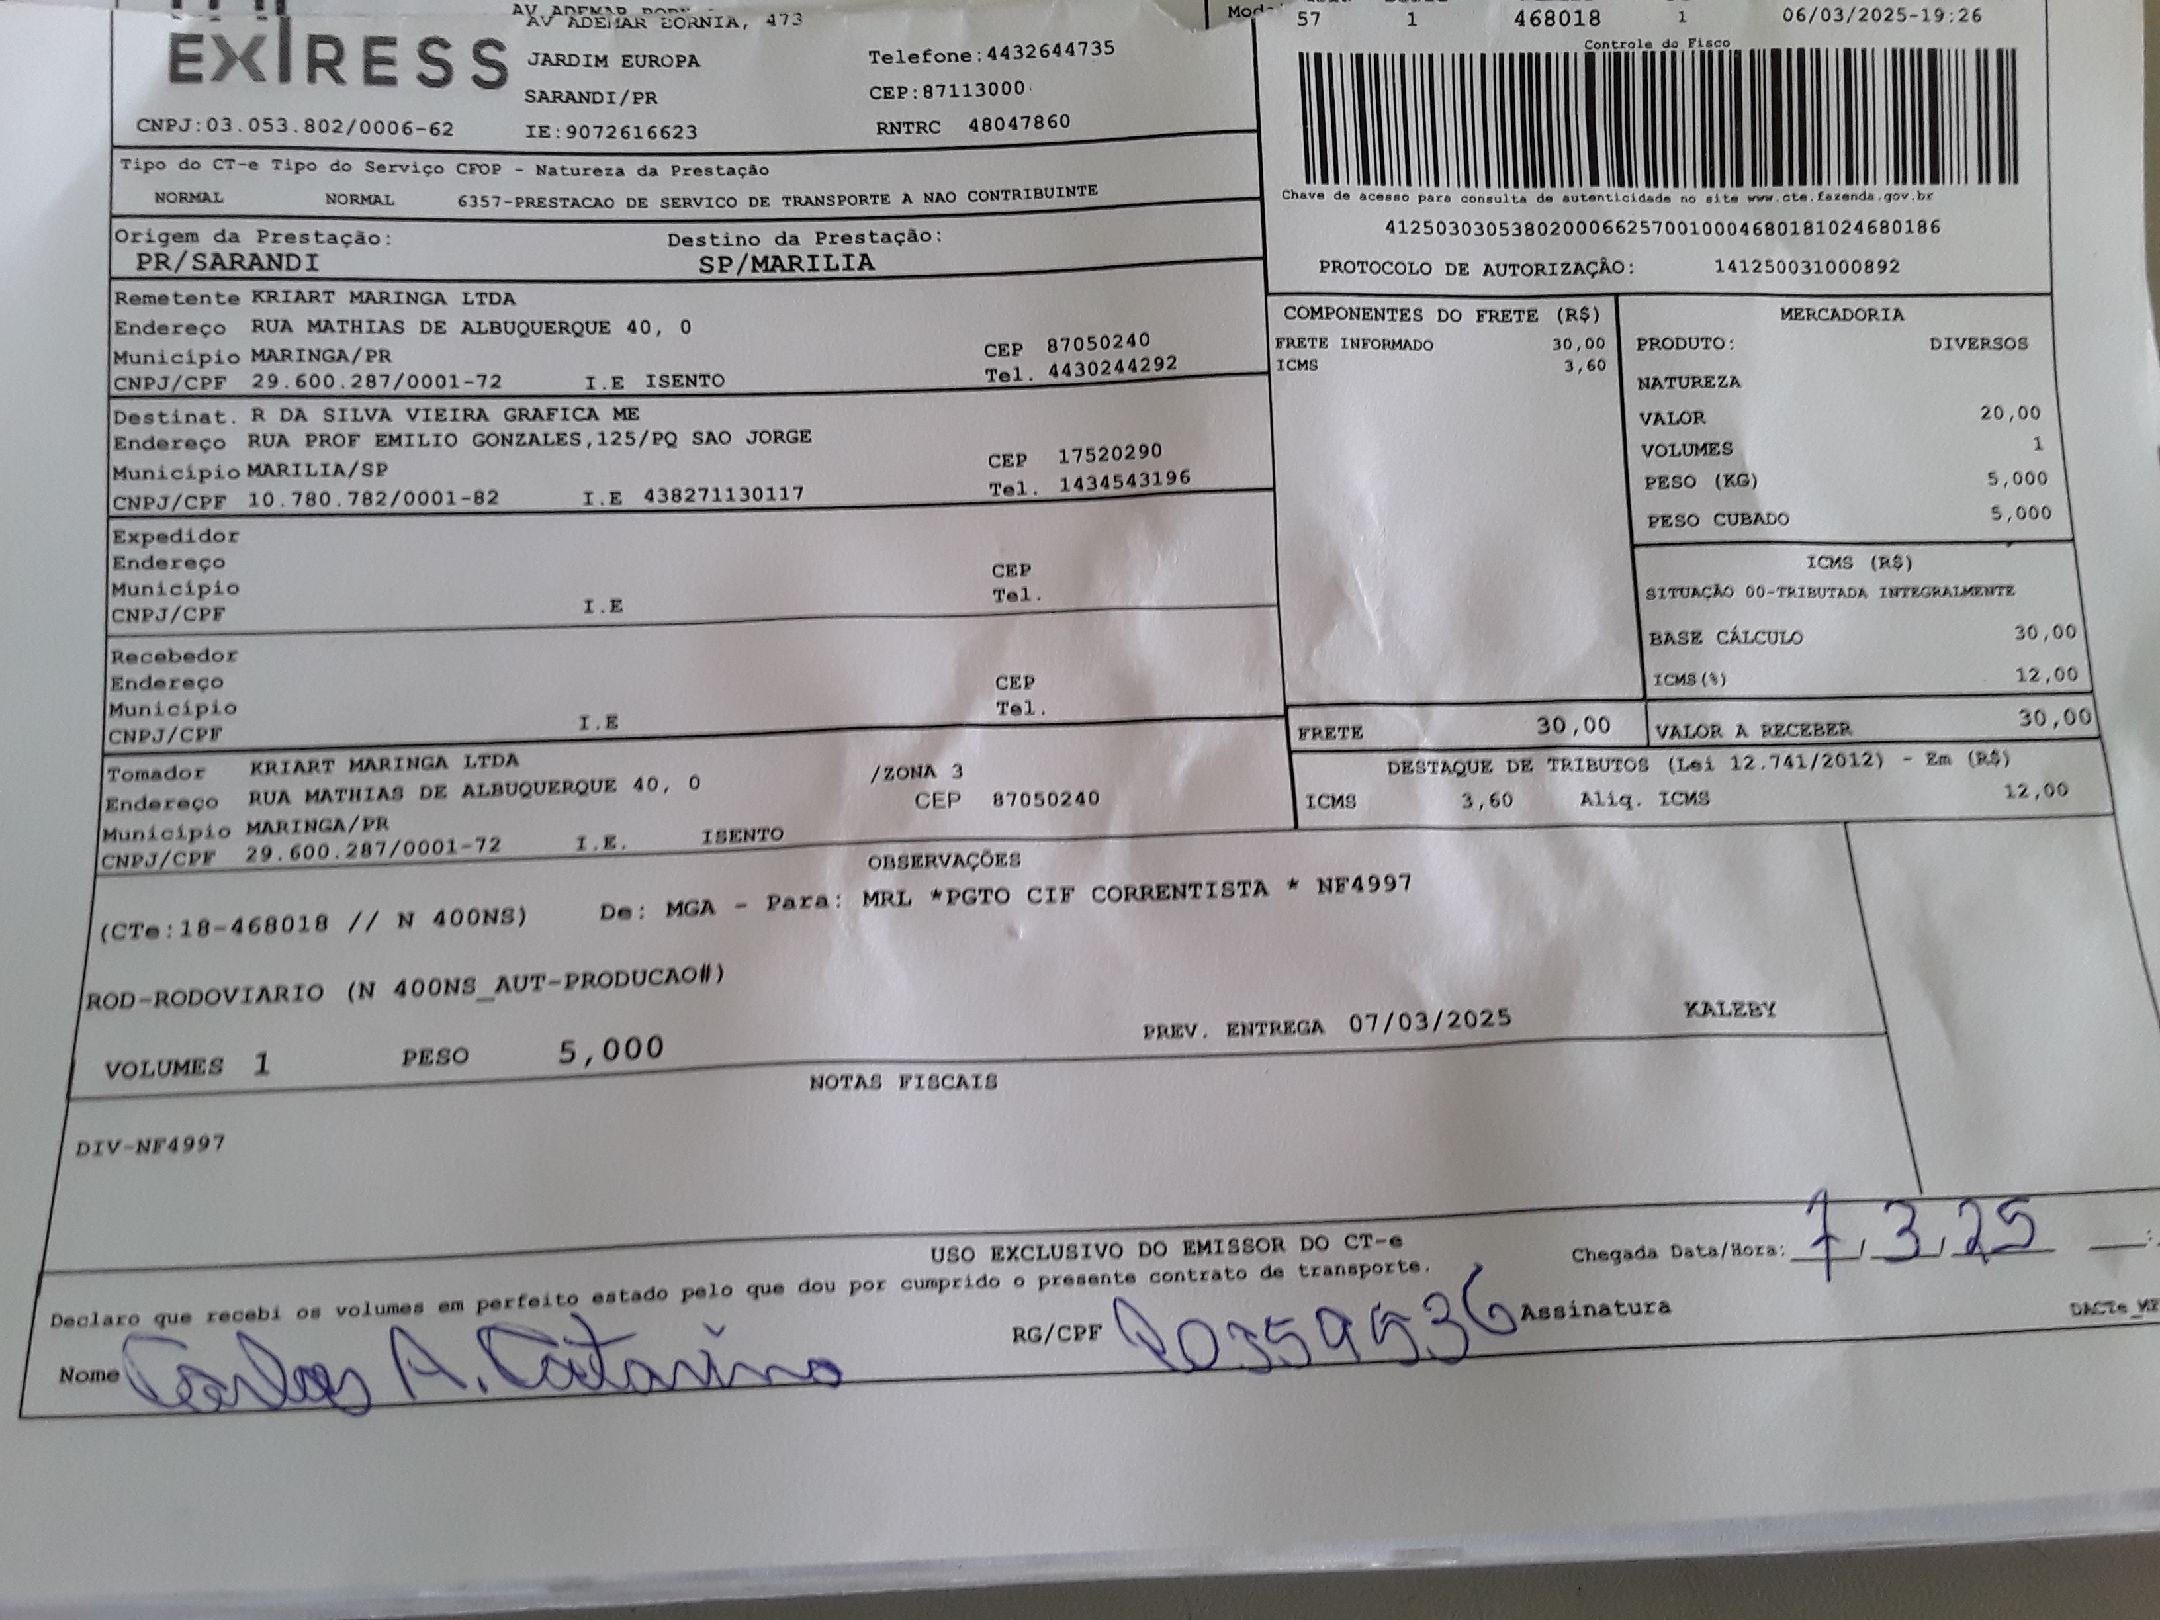 EXPRESS
AV ADEMAR BORNIA, 473
JARDIM EUROPA Telefone:4432644735
SARANDI/PR CEP:87113000
CNPJ:03.053.802/0006-62 IE:9072616623 RNTRC 48047860
57 1 468018 1 06/03/2025-19:26
Controle do Fisco
Chave de acesso para consulta de autenticidade no site www.cte.fazenda.gov.br
41250303053802000662570010004680181024680186
PROTOCOLO DE AUTORIZAÇÃO: 141250031000892
Tipo do CT-e Tipo do Serviço CFOP - Natureza da Prestação
NORMAL NORMAL 6357-PRESTACAO DE SERVICO DE TRANSPORTE A NAO CONTRIBUINTE
Origem da Prestação: Destino da Prestação:
PR/SARANDI SP/MARILIA
Remetente KRIART MARINGA LTDA
Endereço RUA MATHIAS DE ALBUQUERQUE 40, 0
Município MARINGA/PR CEP 87050240
CNPJ/CPF 29.600.287/0001-72 I.E ISENTO Tel. 4430244292
Destinat. R DA SILVA VIEIRA GRAFICA ME
Endereço RUA PROF EMILIO GONZALES,125/PQ SAO JORGE
Município MARILIA/SP CEP 17520290
CNPJ/CPF 10.780.782/0001-82 I.E 438271130117 Tel. 1434543196
Expedidor
Endereço
Município CEP
CNPJ/CPF I.E Tel.
Recebedor
Endereço
Município CEP
CNPJ/CPF I.E Tel.
Tomador KRIART MARINGA LTDA
Endereço RUA MATHIAS DE ALBUQUERQUE 40, 0 /ZONA 3
Município MARINGA/PR CEP 87050240
CNPJ/CPF 29.600.287/0001-72 I.E. ISENTO
COMPONENTES DO FRETE (R$)
FRETE INFORMADO 30,00
ICMS 3,60
MERCADORIA
PRODUTO: DIVERSOS
NATUREZA
VALOR 20,00
VOLUMES 1
PESO (KG) 5,000
PESO CUBADO 5,000
ICMS (R$)
SITUAÇÃO 00-TRIBUTADA INTEGRALMENTE
BASE CÁLCULO 30,00
ICMS(%) 12,00
FRETE 30,00 VALOR A RECEBER 30,00
DESTAQUE DE TRIBUTOS (Lei 12.741/2012) - Em (R$)
ICMS 3,60 Aliq. ICMS 12,00
OBSERVAÇÕES
(CTe:18-468018 // N 400NS) De: MGA - Para: MRL *PGTO CIF CORRENTISTA * NF4997
ROD-RODOVIARIO (N 400NS_AUT-PRODUCAO#)
VOLUMES 1 PESO 5,000 PREV. ENTREGA 07/03/2025 KALEBY
NOTAS FISCAIS
DIV-NF4997
USO EXCLUSIVO DO EMISSOR DO CT-e
Chegada Data/Hora: 7/3/25
Declaro que recebi os volumes em perfeito estado pelo que dou por cumprido o presente contrato de transporte.
Nome Carlos A. Catarino RG/CPF 20359536 Assinatura